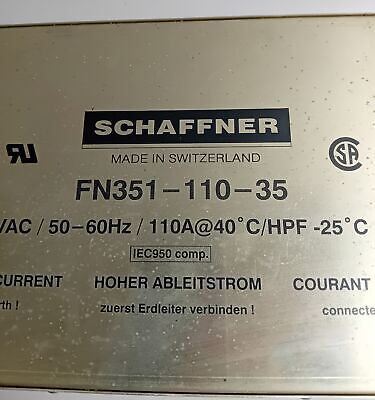 SCHAFFNER
MADE IN SWITZERLAND
FN351-110-35
VAC / 50-60Hz / 110A@40°C/HPF -25°C
IEC950 comp.
CURRENT HOHER ABLEITSTROM COURANT
rth! zuerst Erdleiter verbinden! connecte